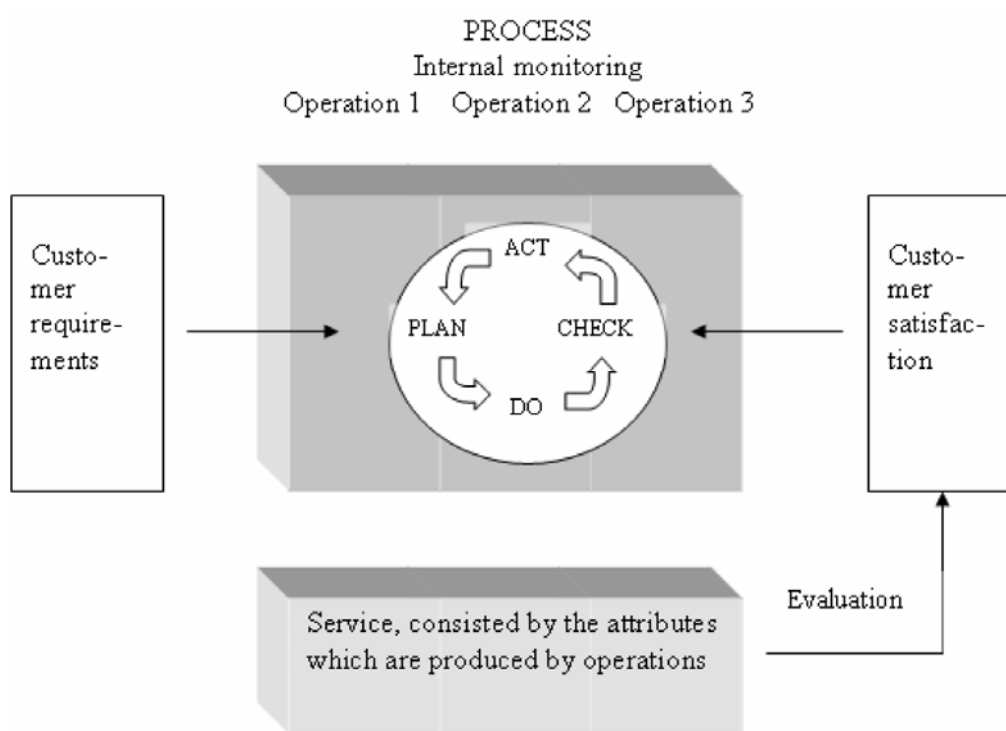 PROCESS
Internal monitoring
Operation 1 Operation 2 Operation 3
Custo-
mer
require-
ments
ACT
PLAN
CHECK
DO
Custo-
mer
satisfac-
tion
Evaluation
Service, consisted by the attributes
which are produced by operations